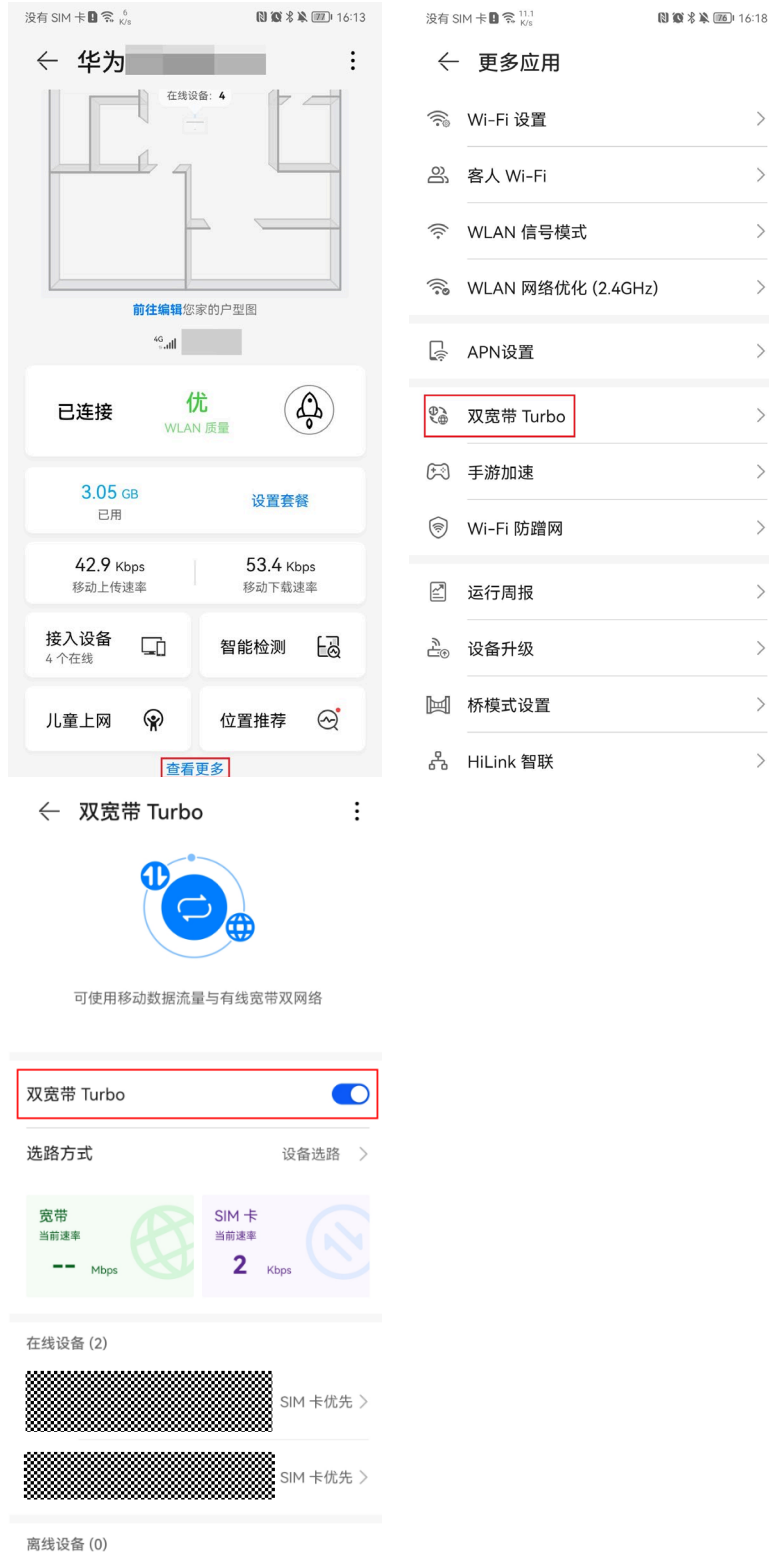 没有 SIM 卡 6 K/s 77 16:13
华为
在线设备: 4
前往编辑您家的户型图
4G
已连接
优
WLAN 质量
3.05 GB
已用
设置套餐
42.9 Kbps
移动上传速率
53.4 Kbps
移动下载速率
接入设备
4 个在线
智能检测
儿童上网
位置推荐
查看更多
没有 SIM 卡 11.1 K/s 76 16:18
更多应用
Wi-Fi 设置
客人 Wi-Fi
WLAN 信号模式
WLAN 网络优化 (2.4GHz)
APN设置
双宽带 Turbo
手游加速
Wi-Fi 防蹭网
运行周报
设备升级
桥模式设置
HiLink 智联
双宽带 Turbo
可使用移动数据流量与有线宽带双网络
双宽带 Turbo
选路方式 设备选路
宽带
当前速率
-- Mbps
SIM 卡
当前速率
2 Kbps
在线设备 (2)
SIM 卡优先
SIM 卡优先
离线设备 (0)